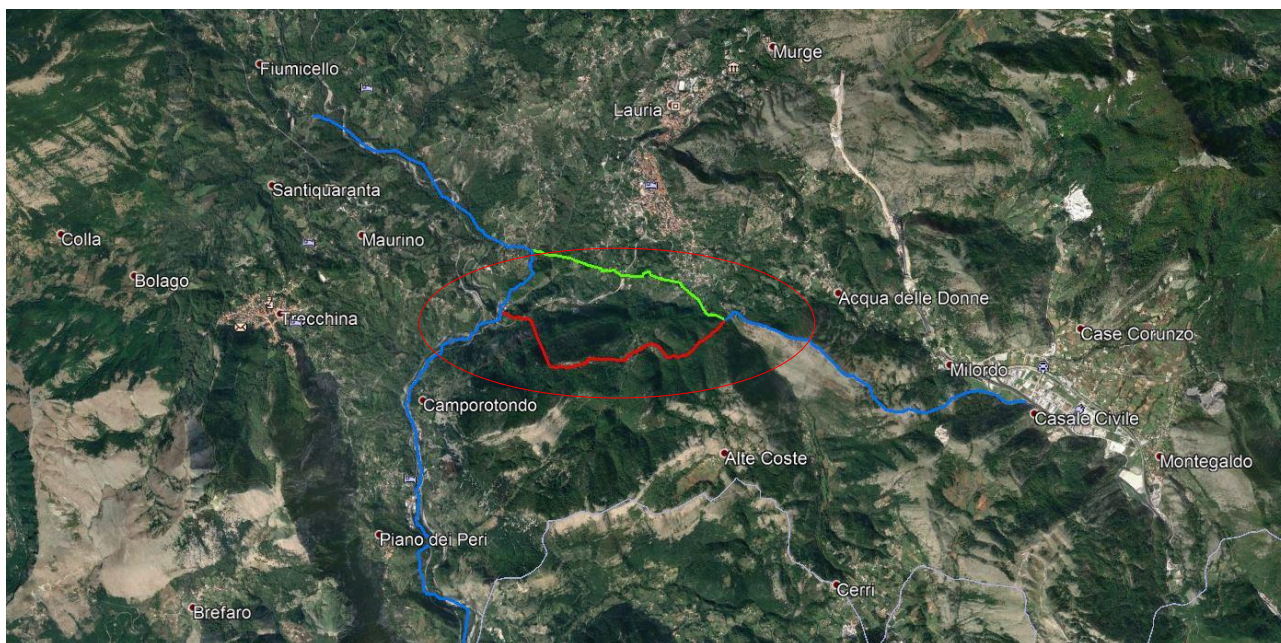 Murge
Fiumicello
Lauria
Santiquaranta
Colla
Maurino
Bolago
Acqua delle Donne
Trecchina
Case Corunzo
Milordo
Camporotondo
Casale Civile
Alte Coste
Montegaldo
Piano dei Peri
Cerri
Brefaro